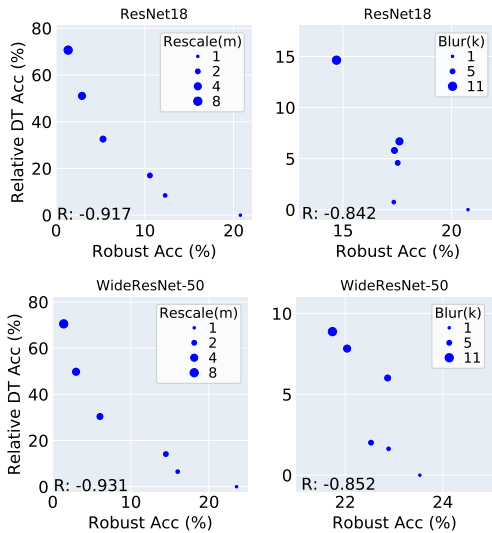 ResNet18
80
60
40
20
0
Relative DT Acc (%)
Rescale(m)
1
2
4
8
R: -0.917
0 10 20
Robust Acc (%)
ResNet18
15
10
5
0
Blur(k)
1
5
11
R: -0.842
15 20
Robust Acc (%)
WideResNet-50
80
60
40
20
0
Relative DT Acc (%)
Rescale(m)
1
2
4
8
R: -0.931
0 10 20
Robust Acc (%)
WideResNet-50
10
5
0
Blur(k)
1
5
11
R: -0.852
22 24
Robust Acc (%)